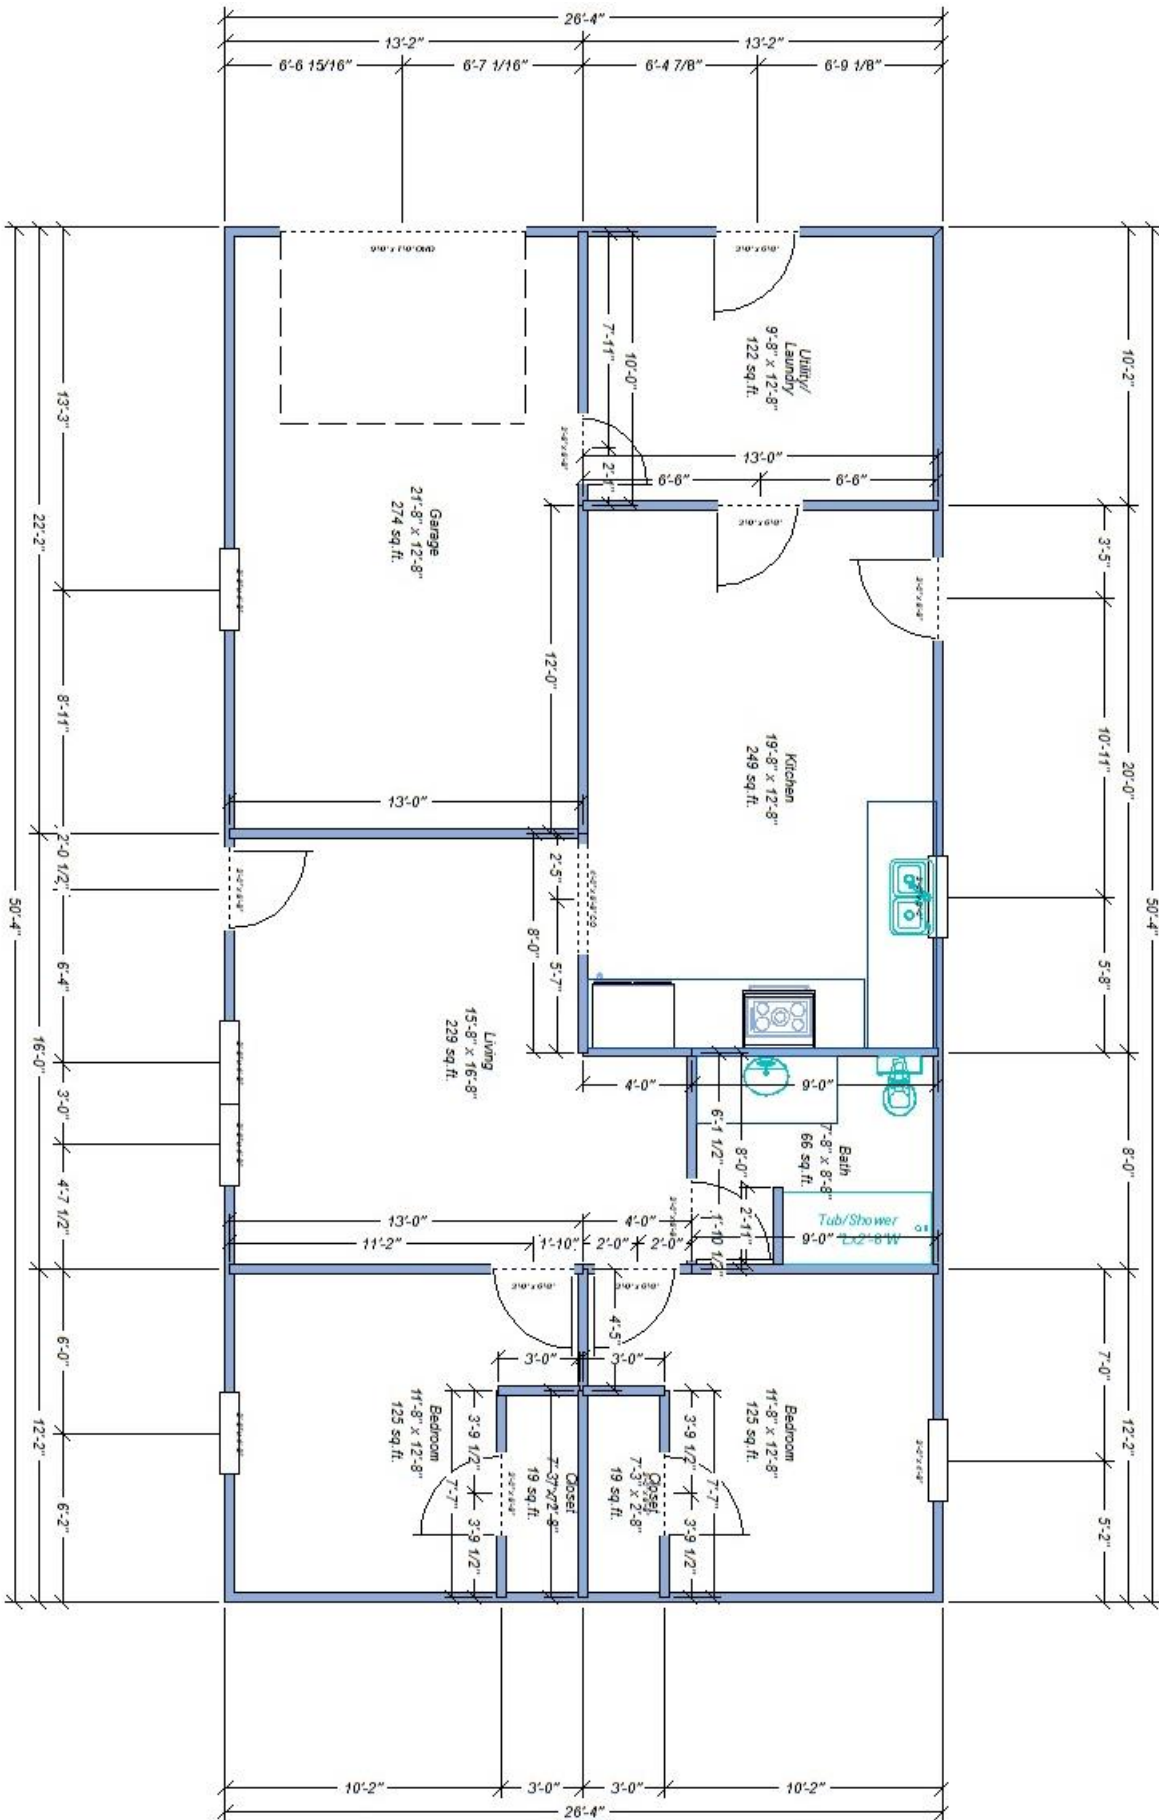 26'-4"
13'-2"
13'-2"
6'-6 15/16"
6'-7 1/16"
6'-4 7/8"
6'-9 1/8"
50'-4"
22'-2"
16'-0"
12'-2"
13'-3"
8'-11"
2'-0 1/2"
6'-4"
3'-0"
4'-7 1/2"
6'-0"
6'-2"
Utility/
Laundry
9'-8" x 12'-8"
122 sq.ft.
7'-11"
10'-0"
2'-1"
13'-0"
6'-6"
6'-6"
Garage
21'-8" x 12'-8"
274 sq.ft.
12'-0"
13'-0"
Kitchen
19'-8" x 12'-8"
249 sq.ft.
2'-5"
8'-0"
5'-7"
Living
15'-8" x 16'-8"
229 sq.ft.
4'-0"
9'-0"
6'-1 1/2"
8'-0"
Bath
7'-8" x 8'-8"
66 sq.ft.
1'-10 1/2"
2'-11"
Tub/Shower
9'-0"
13'-0"
4'-0"
11'-2"
1'-10"
2'-0"
2'-0"
4'-5"
3'-0"
3'-0"
Bedroom
11'-8" x 12'-8"
125 sq.ft.
3'-9 1/2"
7'-7"
3'-9 1/2"
Closet
19 sq.ft.
Closet
7'-3" x 2'-8"
19 sq.ft.
3'-9 1/2"
7'-7"
3'-9 1/2"
Bedroom
11'-8" x 12'-8"
125 sq.ft.
10'-2"
20'-0"
8'-0"
12'-2"
3'-5"
10'-11"
5'-8"
7'-0"
5'-2"
50'-4"
10'-2"
3'-0"
3'-0"
10'-2"
26'-4"